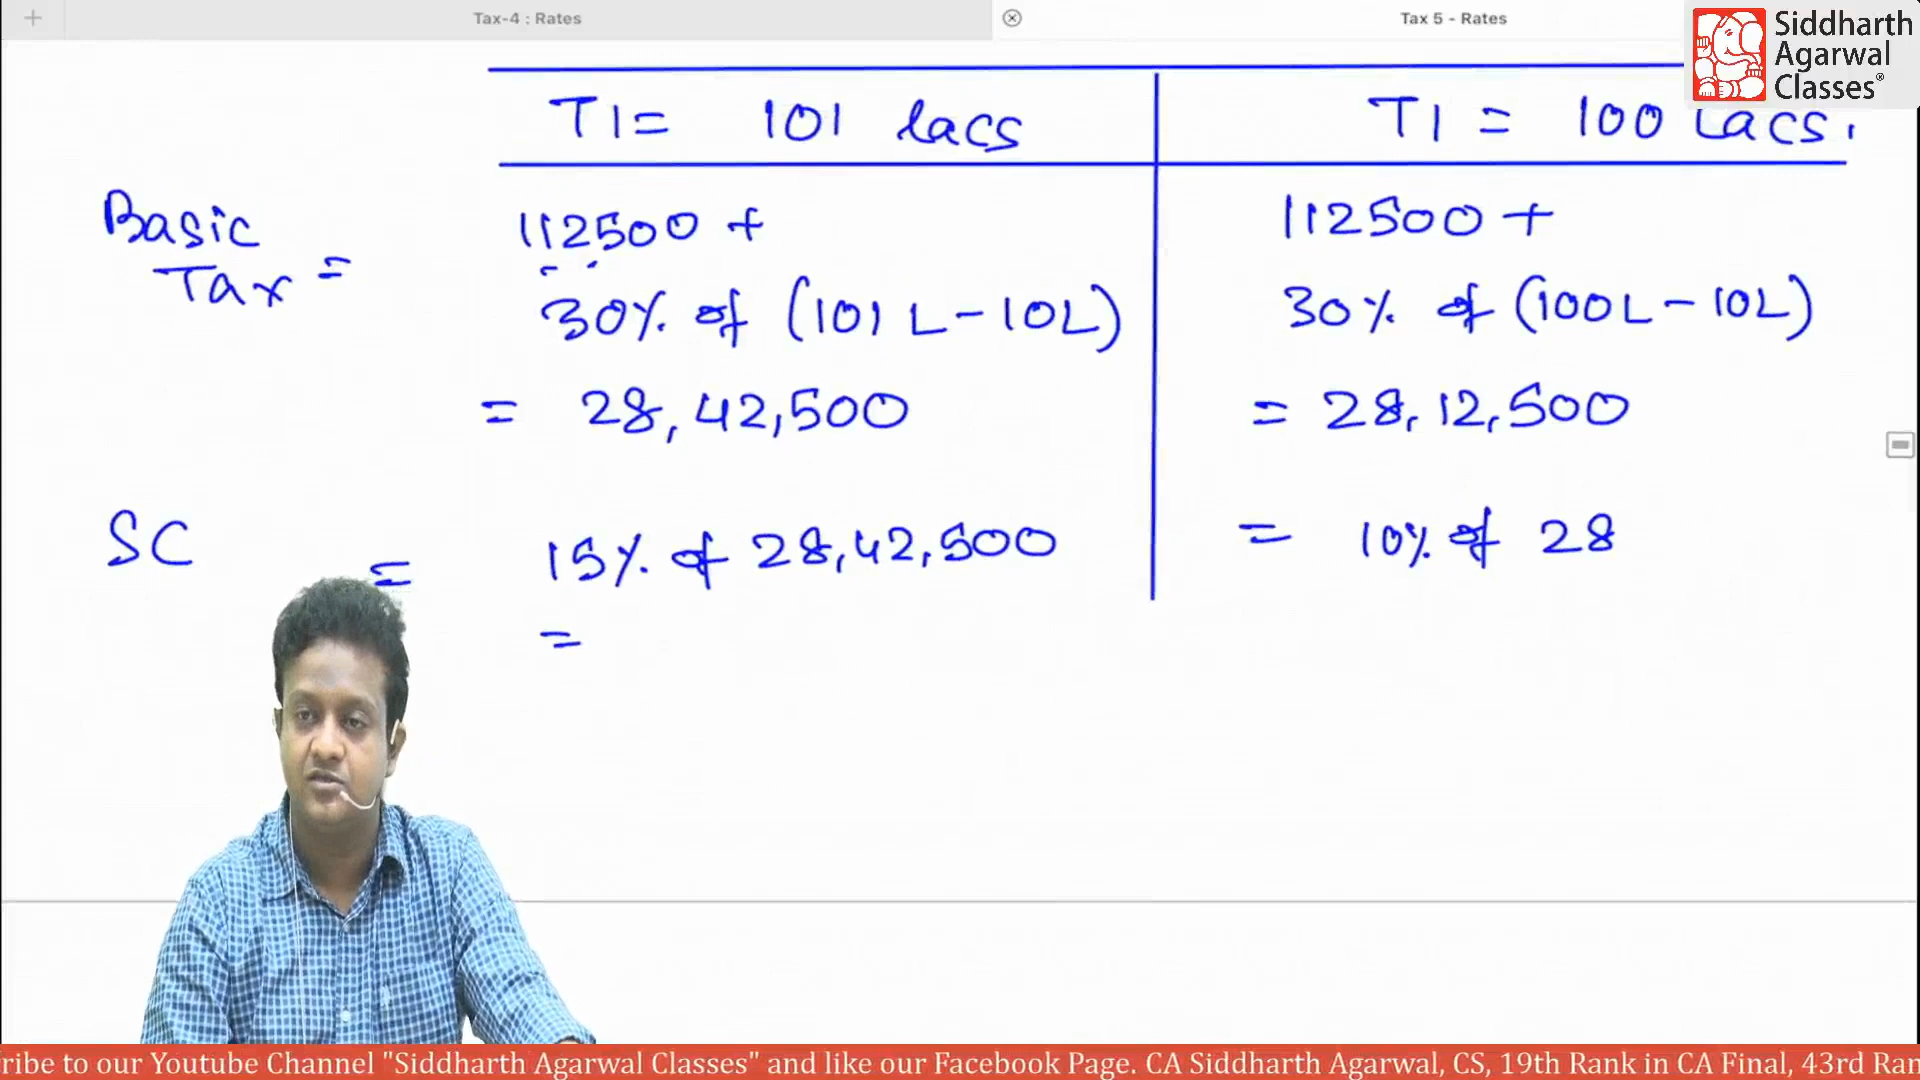 Tax-4 : Rates
Tax 5 - Rates
Siddharth
Agarwal
Classes®
TI = 101 lacs
TI = 100 Lacs.
Basic
Tax =
112500 +
30% of (101 L - 10L)
= 28,42,500
112500 +
30% of (100L - 10L)
= 28,12,500
SC
= 15% of 28,42,500
=
= 10% of 28
ribe to our Youtube Channel "Siddharth Agarwal Classes" and like our Facebook Page. CA Siddharth Agarwal, CS, 19th Rank in CA Final, 43rd Ran